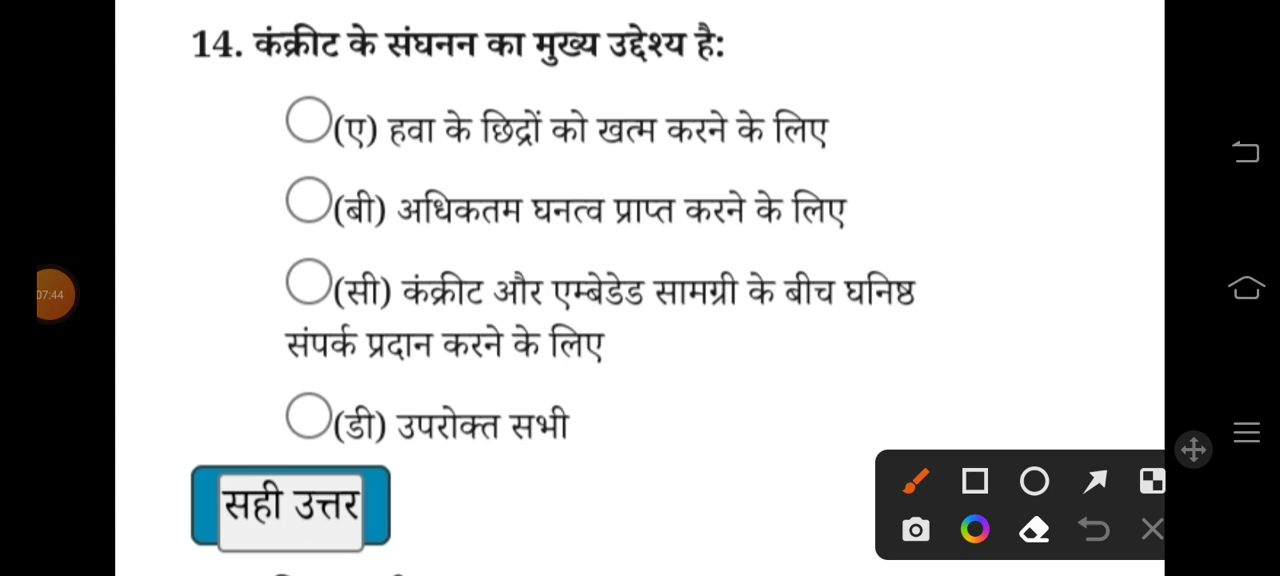 14. कंक्रीट के संघनन का मुख्य उद्देश्य है:
(ए) हवा के छिद्रों को खत्म करने के लिए
(बी) अधिकतम घनत्व प्राप्त करने के लिए
(सी) कंक्रीट और एम्बेडेड सामग्री के बीच घनिष्ठ
संपर्क प्रदान करने के लिए
(डी) उपरोक्त सभी
सही उत्तर
07:44